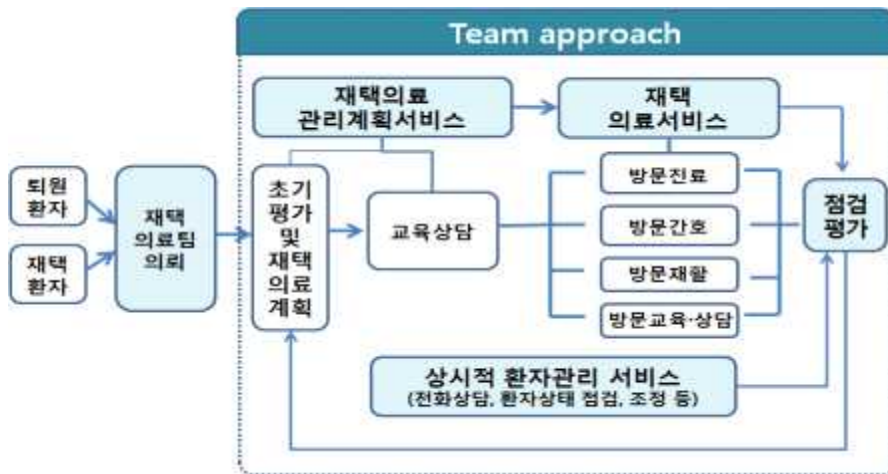 Team approach
재택의료
관리계획서비스
재택
의료서비스
퇴원
환자
재택
환자
재택
의료팀
의뢰
초기
평가
및
재택
의료
계획
교육상담
방문진료
방문간호
방문재활
방문교육·상담
점검
평가
상시적 환자관리 서비스
(전화상담, 환자상태 점검, 조정 등)